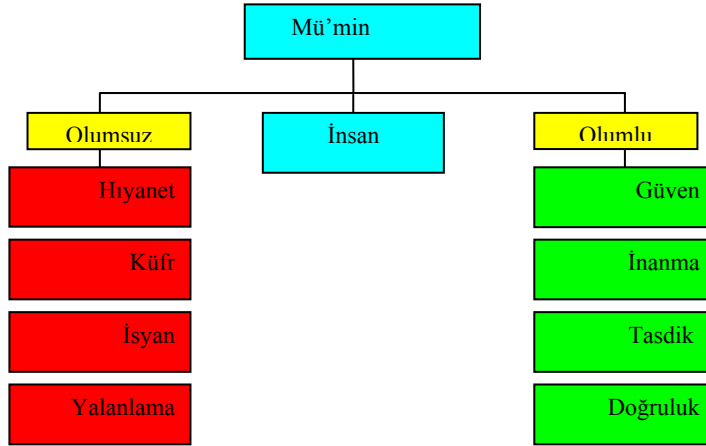 Mü’min
Olumsuz
İnsan
Olumlu
Hıyanet
Güven
Küfr
İnanma
İsyan
Tasdik
Yalanlama
Doğruluk